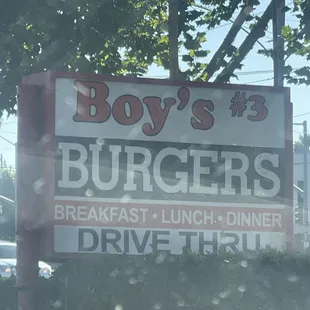 Boy's #3
BURGERS
BREAKFAST • LUNCH • DINNER
DRIVE THRU